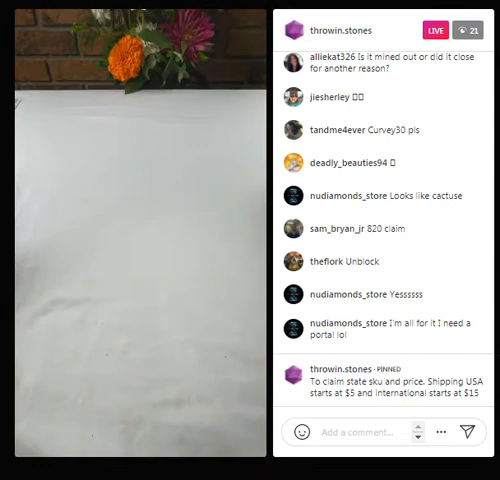 throwin.stones
LIVE
21
alliekat326 Is it mined out or did it close
for another reason?
jiesherley
tandme4ever Curvey30 pls
deadly_beauties94
nudiamonds_store Looks like cactuse
sam_bryan_jr 820 claim
theflork Unblock
nudiamonds_store Yessssss
nudiamonds_store I'm all for it I need a
portal lol
throwin.stones · PINNED
To claim state sku and price. Shipping USA
starts at $5 and international starts at $15
Add a comment...